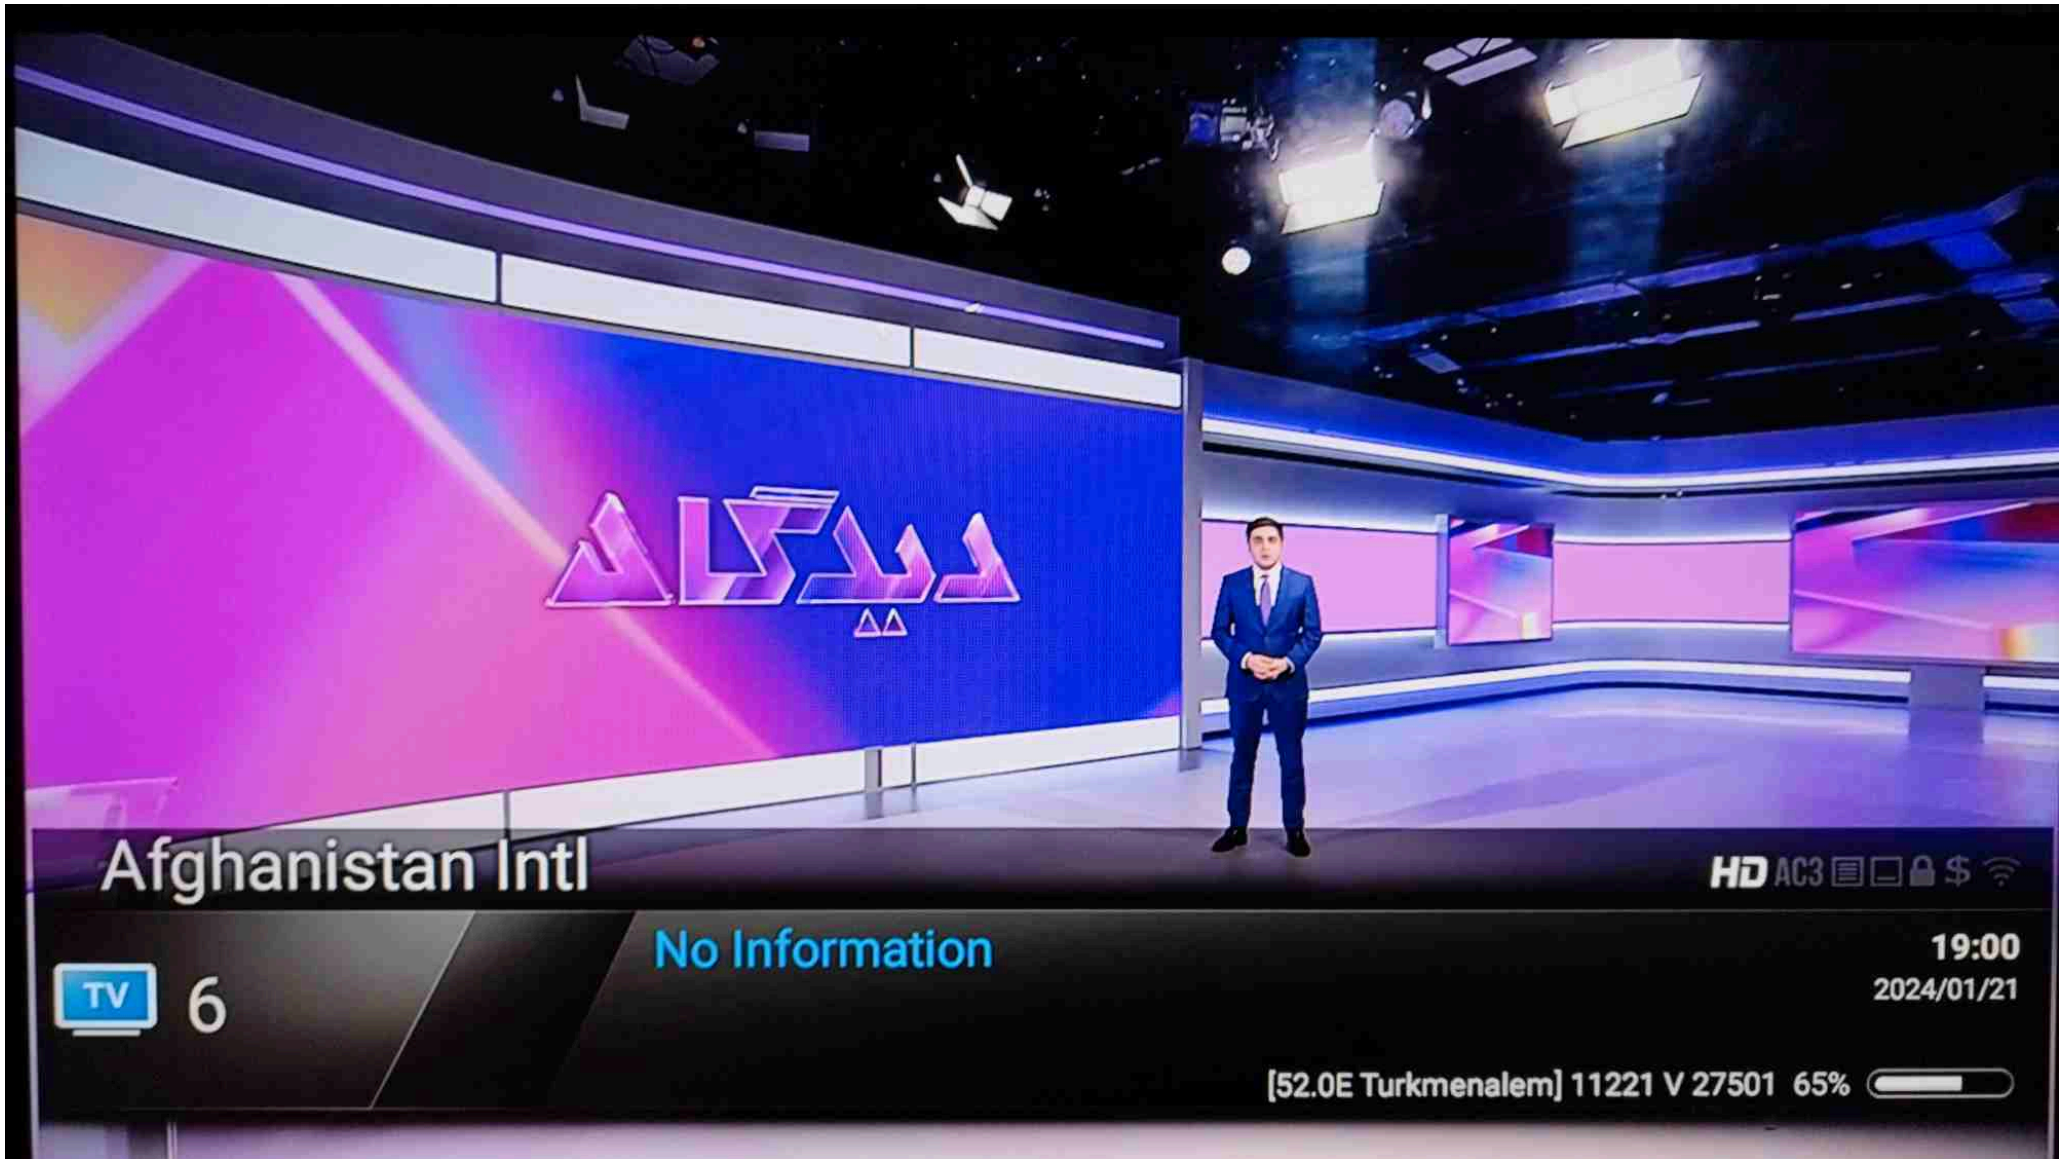 دیدگاه
Afghanistan Intl
HD AC3 $
No Information
19:00
TV 6
2024/01/21
[52.0E Turkmenalem] 11221 V 27501 65%